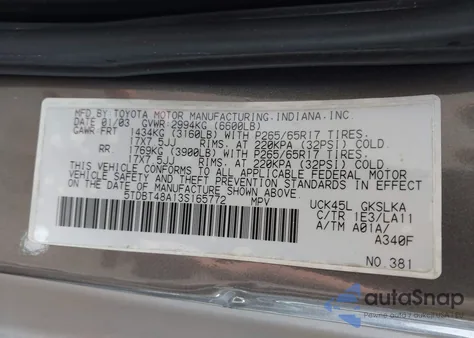 MFD.BY TOYOTA MOTOR MANUFACTURING.INDIANA.INC.
DATE 01/03 GVWR 2994KG (6600LB)
GAWR FRT 1434KG (3160LB) WITH P265/65R17 TIRES.
17X7.5JJ RIMS. AT 220KPA (32PSI) COLD
RR. 1769KG (3900LB) WITH P265/65R17 TIRES.
17X7.5JJ RIMS. AT 220KPA (32PSI) COLD
THIS VEHICLE CONFORMS TO ALL APPLICABLE FEDERAL MOTOR
VEHICLE SAFETY AND THEFT PREVENTION STANDARDS IN EFFECT
ON THE DATE OF MANUFACTURE SHOWN ABOVE.
5TDBT48A13S165772 MPV
UCK45L GKSLKA
C/TR 1E3/LA11
A/TM A01A/
A340F
NO.381
autoSnap